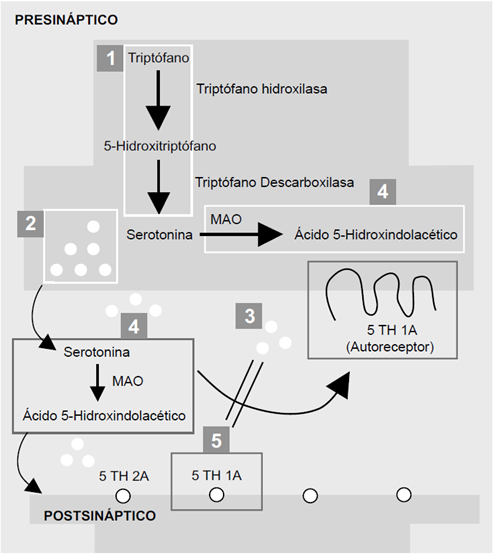 PRESINÁPTICO
1
Triptófano
Triptófano hidroxilasa
5-Hidroxitriptófano
Triptófano Descarboxilasa
4
2
MAO
Serotonina
Ácido 5-Hidroxindolacético
4
3
5 TH 1A
(Autoreceptor)
Serotonina
MAO
Ácido 5-Hidroxindolacético
5
5 TH 2A
5 TH 1A
POSTSINÁPTICO